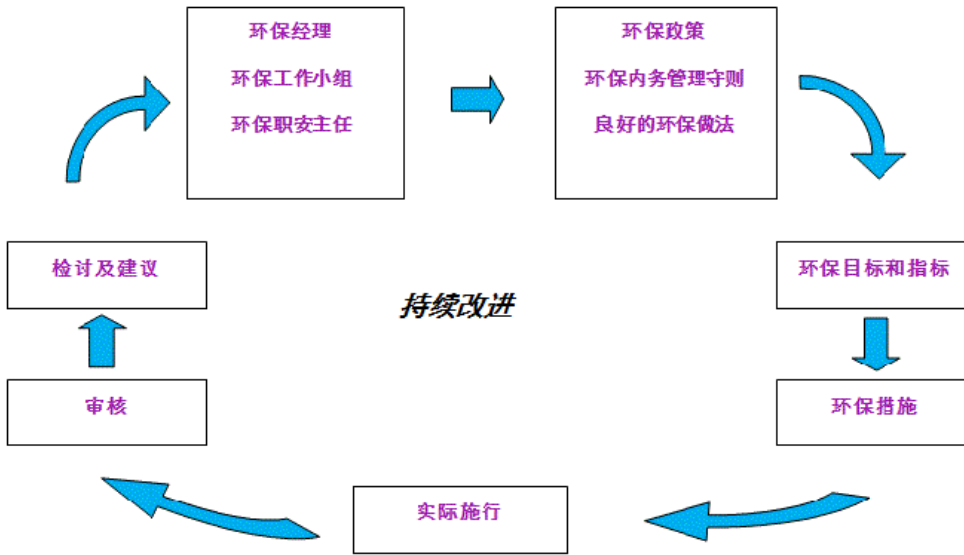 环保经理
环保工作小组
环保职安主任
环保政策
环保内务管理守则
良好的环保做法
检讨及建议
环保目标和指标
持续改进
审核
环保措施
实际施行